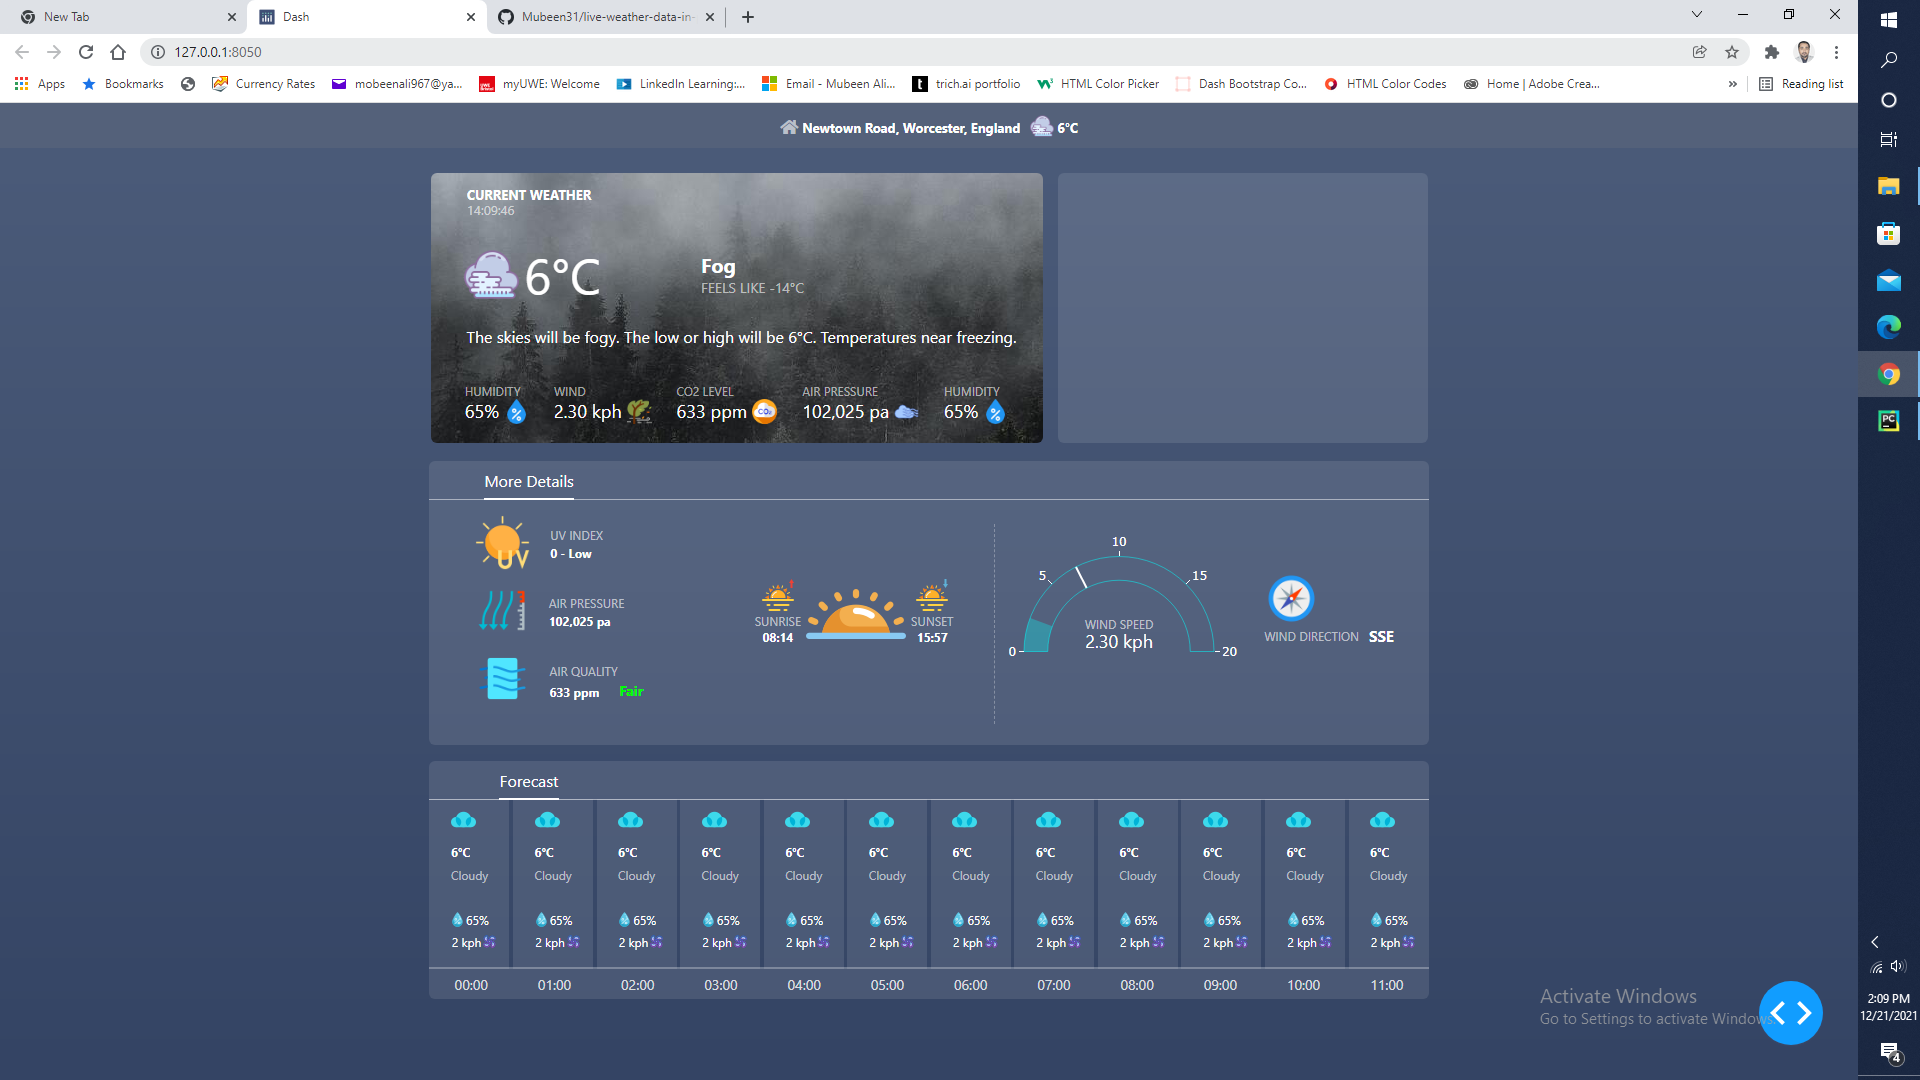 New Tab
Dash
Mubeen31/live-weather-data-in-
127.0.0.1:8050
Apps
Bookmarks
Currency Rates
mobeenali967@ya...
myUWE: Welcome
LinkedIn Learning:...
Email - Mubeen Ali...
trich.ai portfolio
HTML Color Picker
Dash Bootstrap Co...
HTML Color Codes
Home | Adobe Crea...
»
Reading list
Newtown Road, Worcester, England 6°C
CURRENT WEATHER
14:09:46
6°C
Fog
FEELS LIKE -14°C
The skies will be fogy. The low or high will be 6°C. Temperatures near freezing.
HUMIDITY WIND CO2 LEVEL AIR PRESSURE HUMIDITY
65% % 2.30 kph 633 ppm CO2 102,025 pa 65% %
More Details
UV
UV INDEX
0 - Low
AIR PRESSURE
102,025 pa
AIR QUALITY
633 ppm Fair
SUNRISE
08:14
SUNSET
15:57
0
5
10
15
20
WIND SPEED
2.30 kph
WIND DIRECTION SSE
Forecast
6°C 6°C 6°C 6°C 6°C 6°C 6°C 6°C 6°C 6°C 6°C 6°C
Cloudy Cloudy Cloudy Cloudy Cloudy Cloudy Cloudy Cloudy Cloudy Cloudy Cloudy Cloudy
65% 65% 65% 65% 65% 65% 65% 65% 65% 65% 65% 65%
2 kph 2 kph 2 kph 2 kph 2 kph 2 kph 2 kph 2 kph 2 kph 2 kph 2 kph 2 kph
00:00 01:00 02:00 03:00 04:00 05:00 06:00 07:00 08:00 09:00 10:00 11:00
Activate Windows
Go to Settings to activate Windows.
PC
2:09 PM
12/21/2021
4